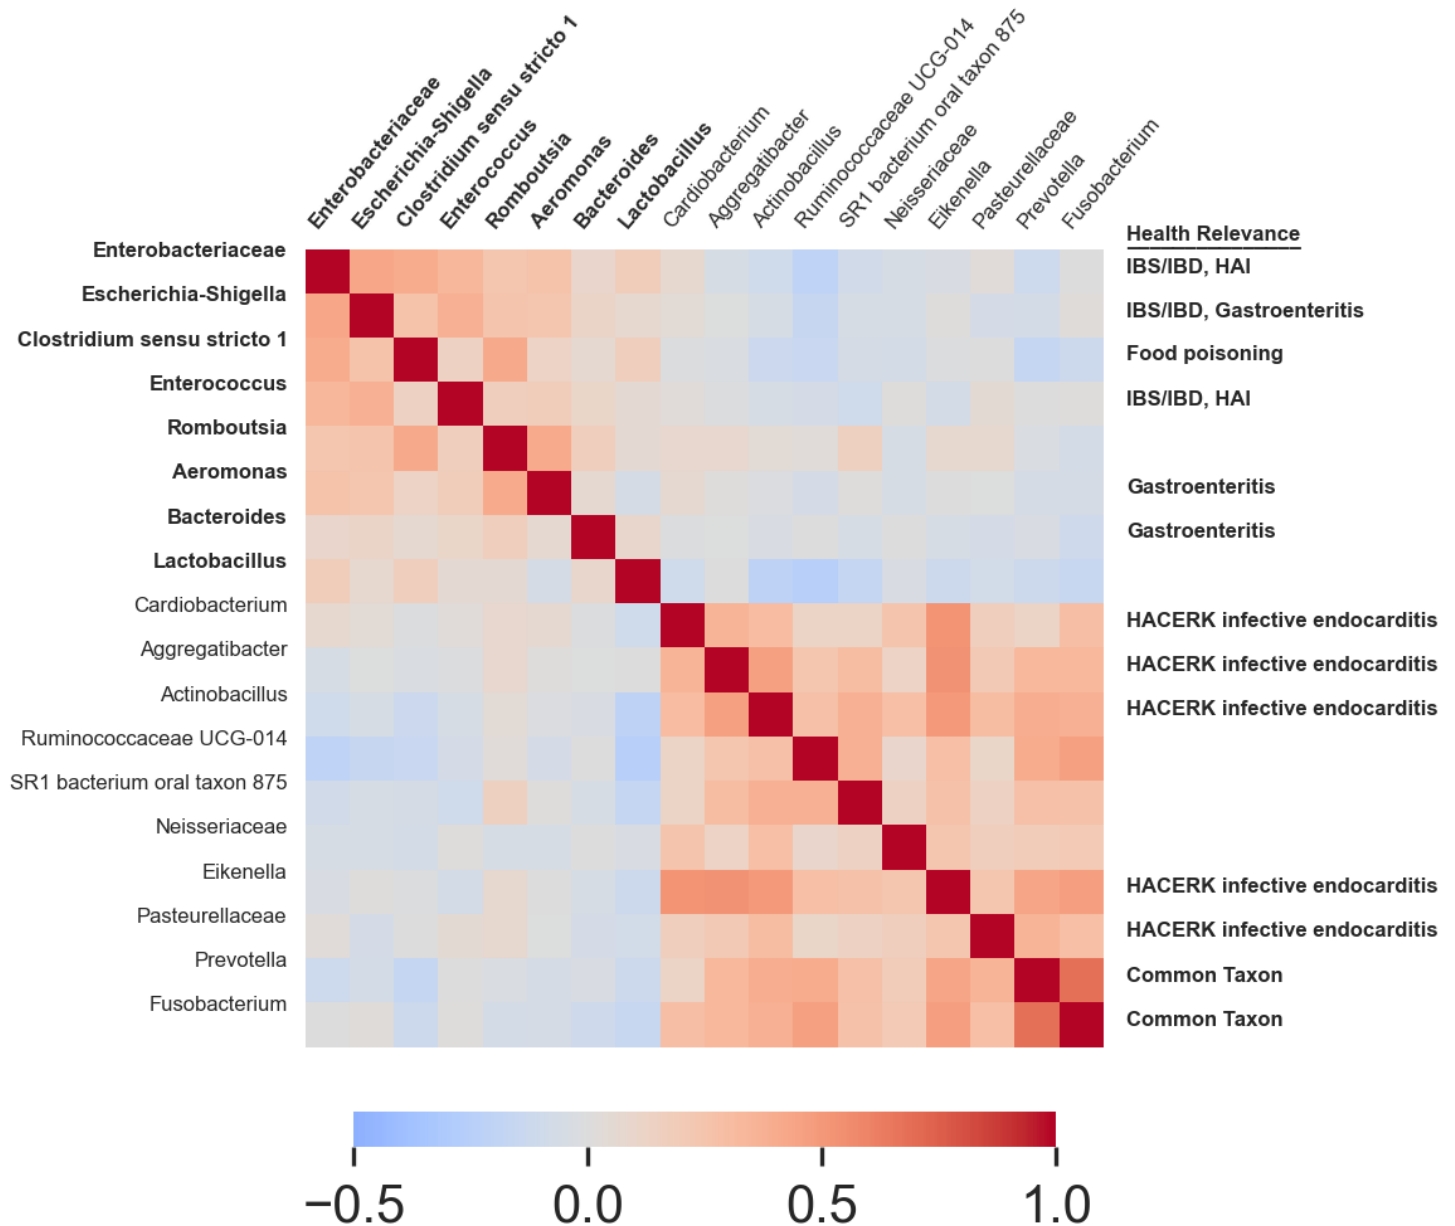 Enterobacteriaceae
Escherichia-Shigella
Clostridium sensu stricto 1
Enterococcus
Romboutsia
Aeromonas
Bacteroides
Lactobacillus
Cardiobacterium
Aggregatibacter
Actinobacillus
Ruminococcaceae UCG-014
SR1 bacterium oral taxon 875
Neisseriaceae
Eikenella
Pasteurellaceae
Prevotella
Fusobacterium
Health Relevance
Enterobacteriaceae
IBS/IBD, HAI
Escherichia-Shigella
IBS/IBD, Gastroenteritis
Clostridium sensu stricto 1
Food poisoning
Enterococcus
IBS/IBD, HAI
Romboutsia
Aeromonas
Gastroenteritis
Bacteroides
Gastroenteritis
Lactobacillus
Cardiobacterium
HACERK infective endocarditis
Aggregatibacter
HACERK infective endocarditis
Actinobacillus
HACERK infective endocarditis
Ruminococcaceae UCG-014
SR1 bacterium oral taxon 875
Neisseriaceae
Eikenella
HACERK infective endocarditis
Pasteurellaceae
HACERK infective endocarditis
Prevotella
Common Taxon
Fusobacterium
Common Taxon
−0.5 0.0 0.5 1.0